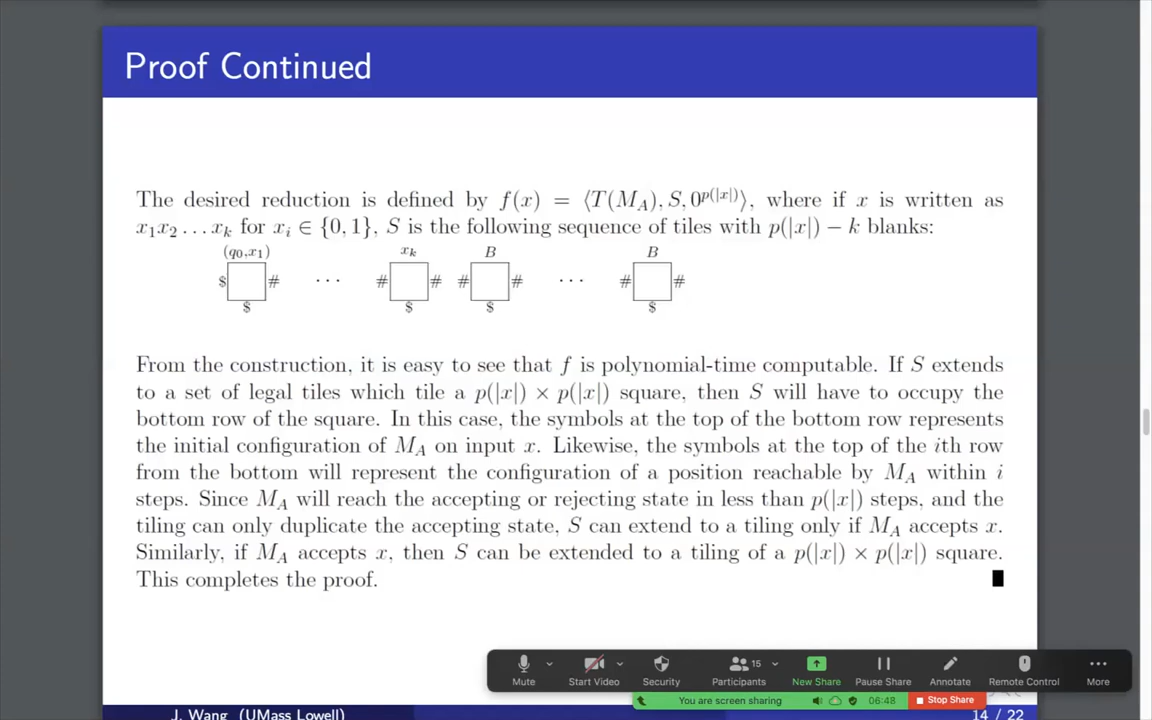 Proof Continued
The desired reduction is defined by f(x) = ⟨T(M_A), S, 0^{p(|x|)}⟩, where if x is written as
x₁x₂ . . . x_k for x_i ∈ {0, 1}, S is the following sequence of tiles with p(|x|) − k blanks:
(q₀,x₁) x_k B B
$ # · · · # # # # · · · # #
$ $ $ $
From the construction, it is easy to see that f is polynomial-time computable. If S extends
to a set of legal tiles which tile a p(|x|) × p(|x|) square, then S will have to occupy the
bottom row of the square. In this case, the symbols at the top of the bottom row represents
the initial configuration of M_A on input x. Likewise, the symbols at the top of the ith row
from the bottom will represent the configuration of a position reachable by M_A within i
steps. Since M_A will reach the accepting or rejecting state in less than p(|x|) steps, and the
tiling can only duplicate the accepting state, S can extend to a tiling only if M_A accepts x.
Similarly, if M_A accepts x, then S can be extended to a tiling of a p(|x|) × p(|x|) square.
This completes the proof.
15
Mute Start Video Security Participants New Share Pause Share Annotate Remote Control More
You are screen sharing 06:48 Stop Share
J. Wang (UMass Lowell) 14 / 22